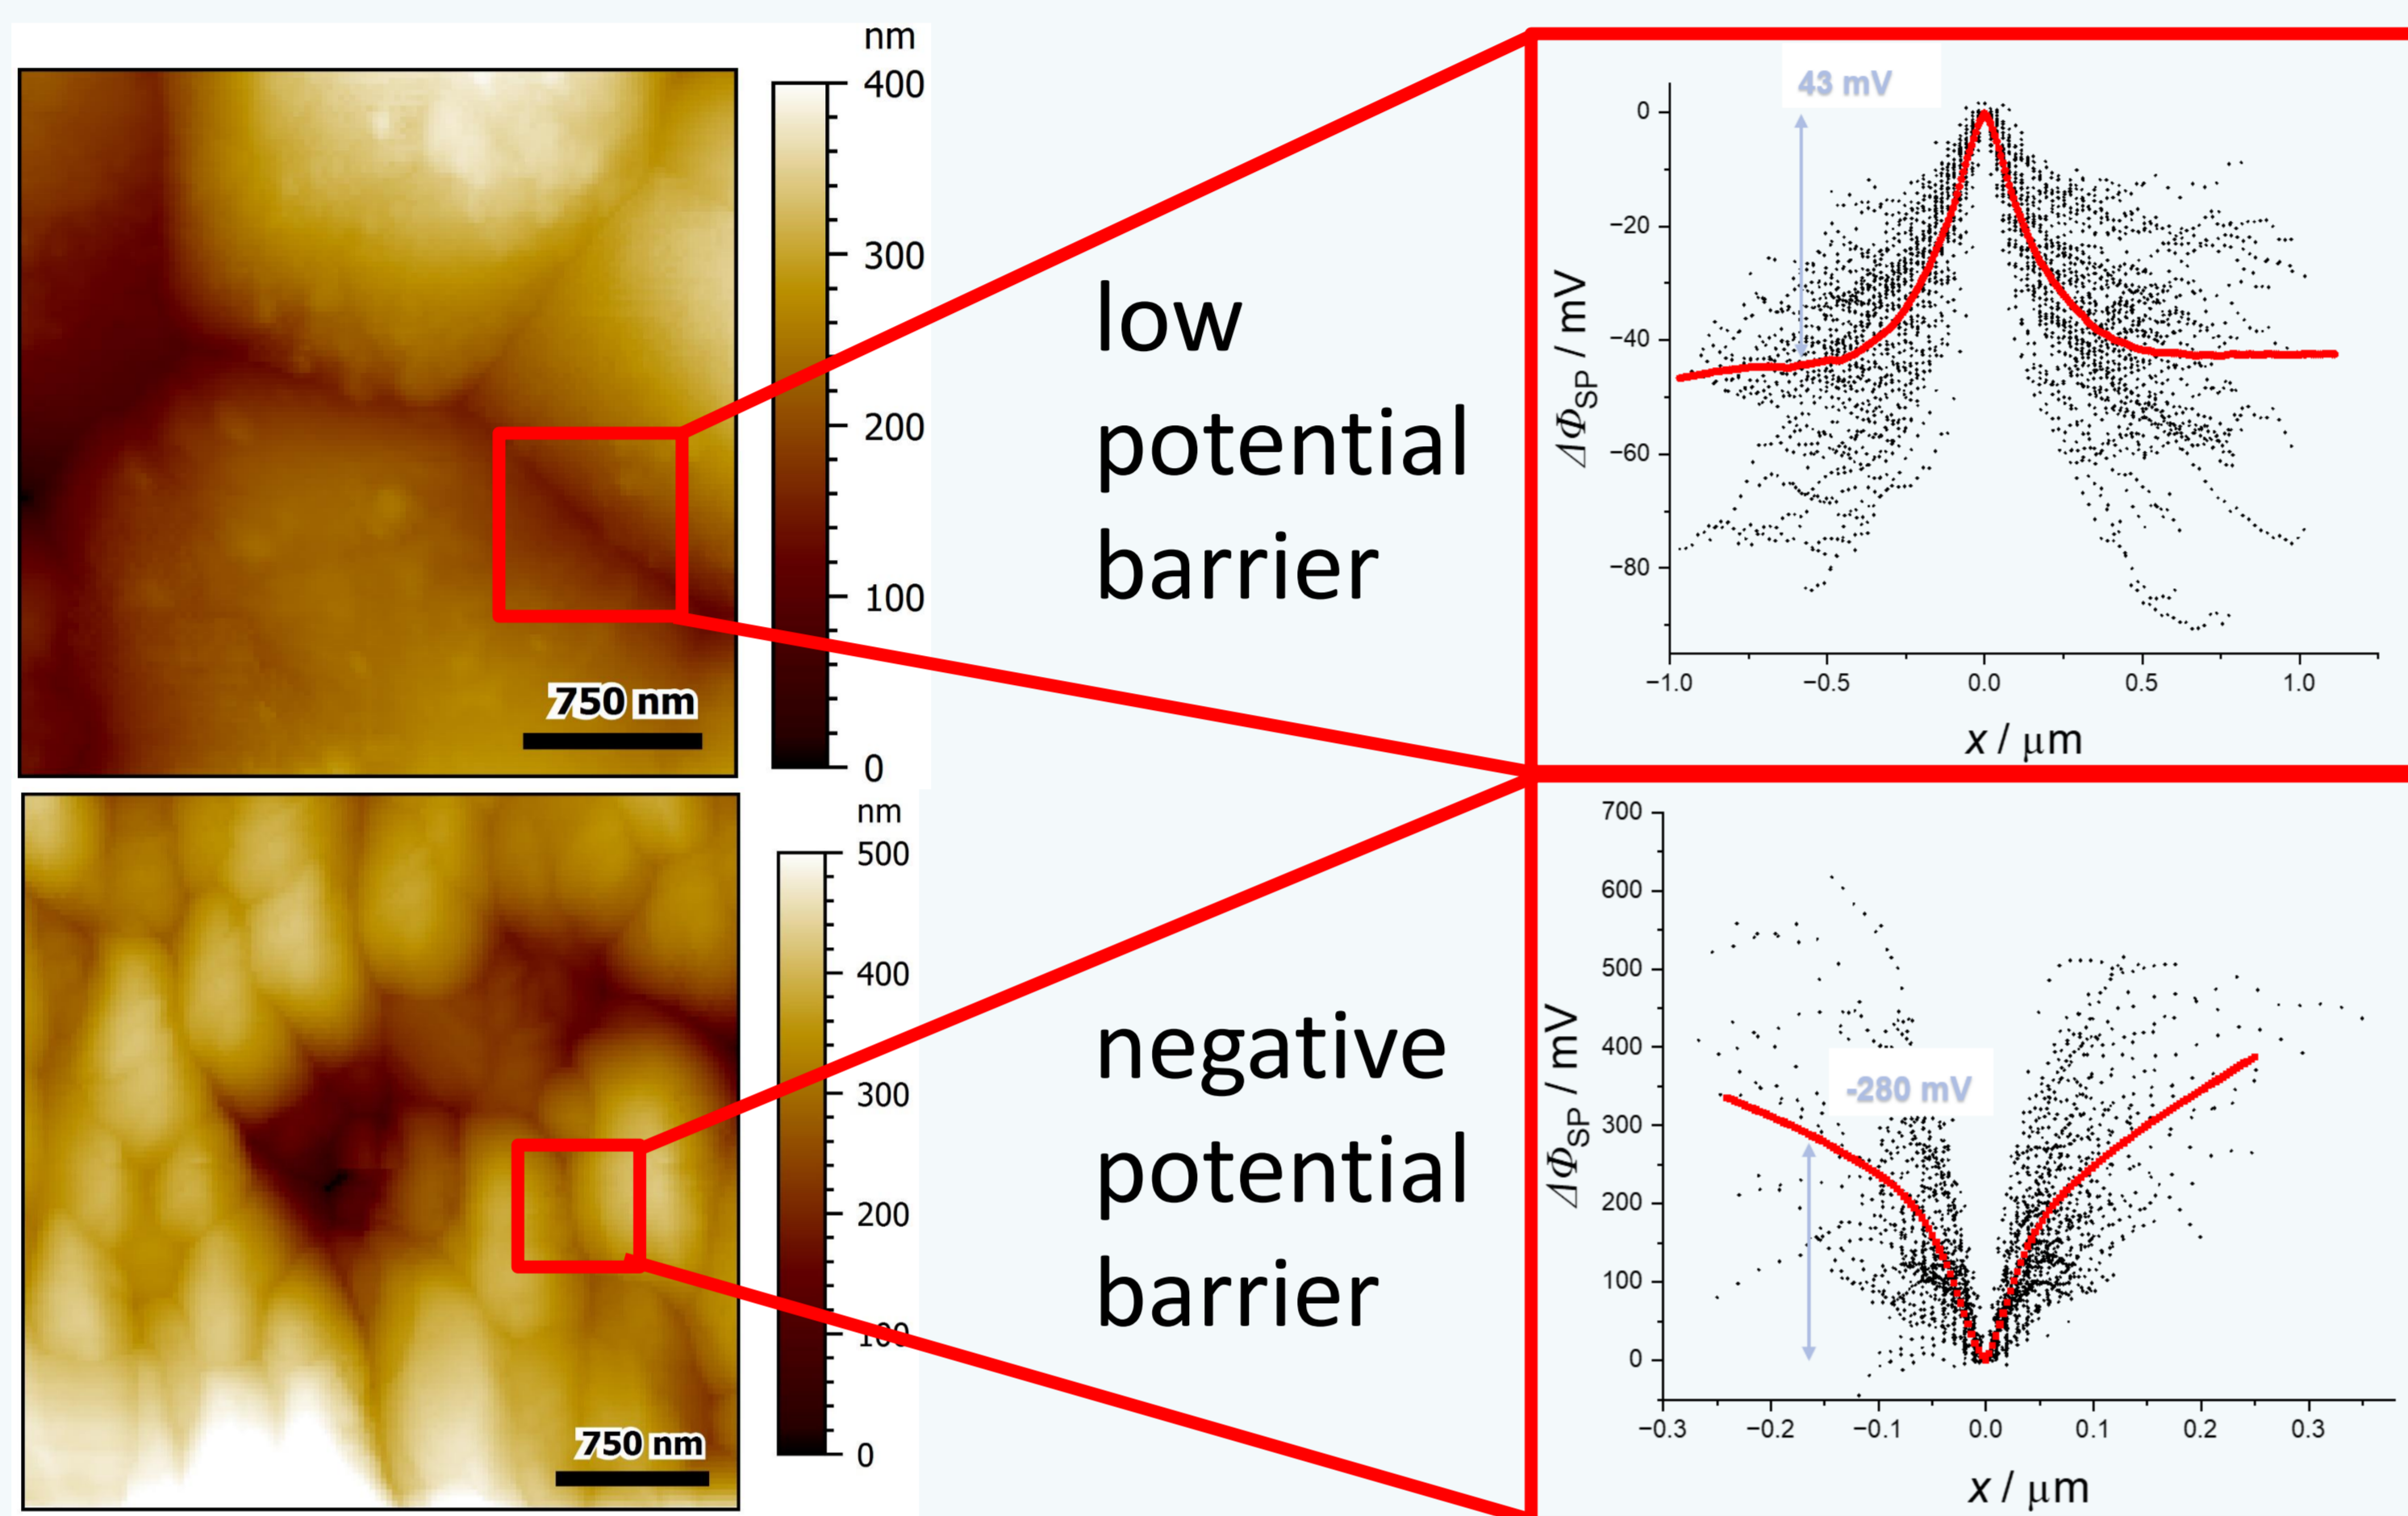 nm
400
300
200
100
0
750 nm
low
potential
barrier
43 mV
0
−20
−40
−60
−80
ΔΦSP / mV
−1.0 −0.5 0.0 0.5 1.0
x / μm
nm
500
400
300
200
100
0
750 nm
negative
potential
barrier
700
600
500
400
300
200
100
0
-280 mV
ΔΦSP / mV
−0.3 −0.2 −0.1 0.0 0.1 0.2 0.3
x / μm